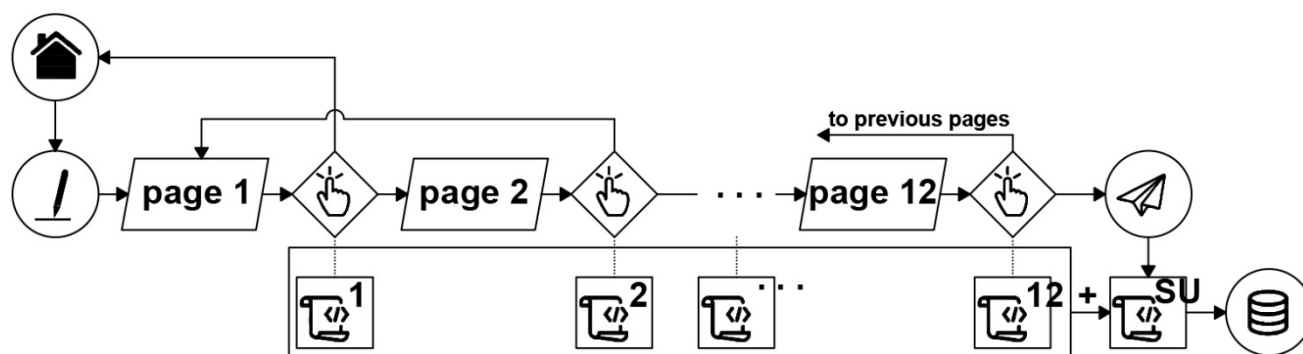 to previous pages
page 1
page 2
. . .
page 12
1
2
. . .
12
+
SU